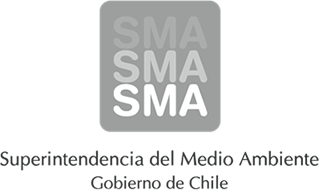 SMA
SMA
SMA
Superintendencia del Medio Ambiente
Gobierno de Chile